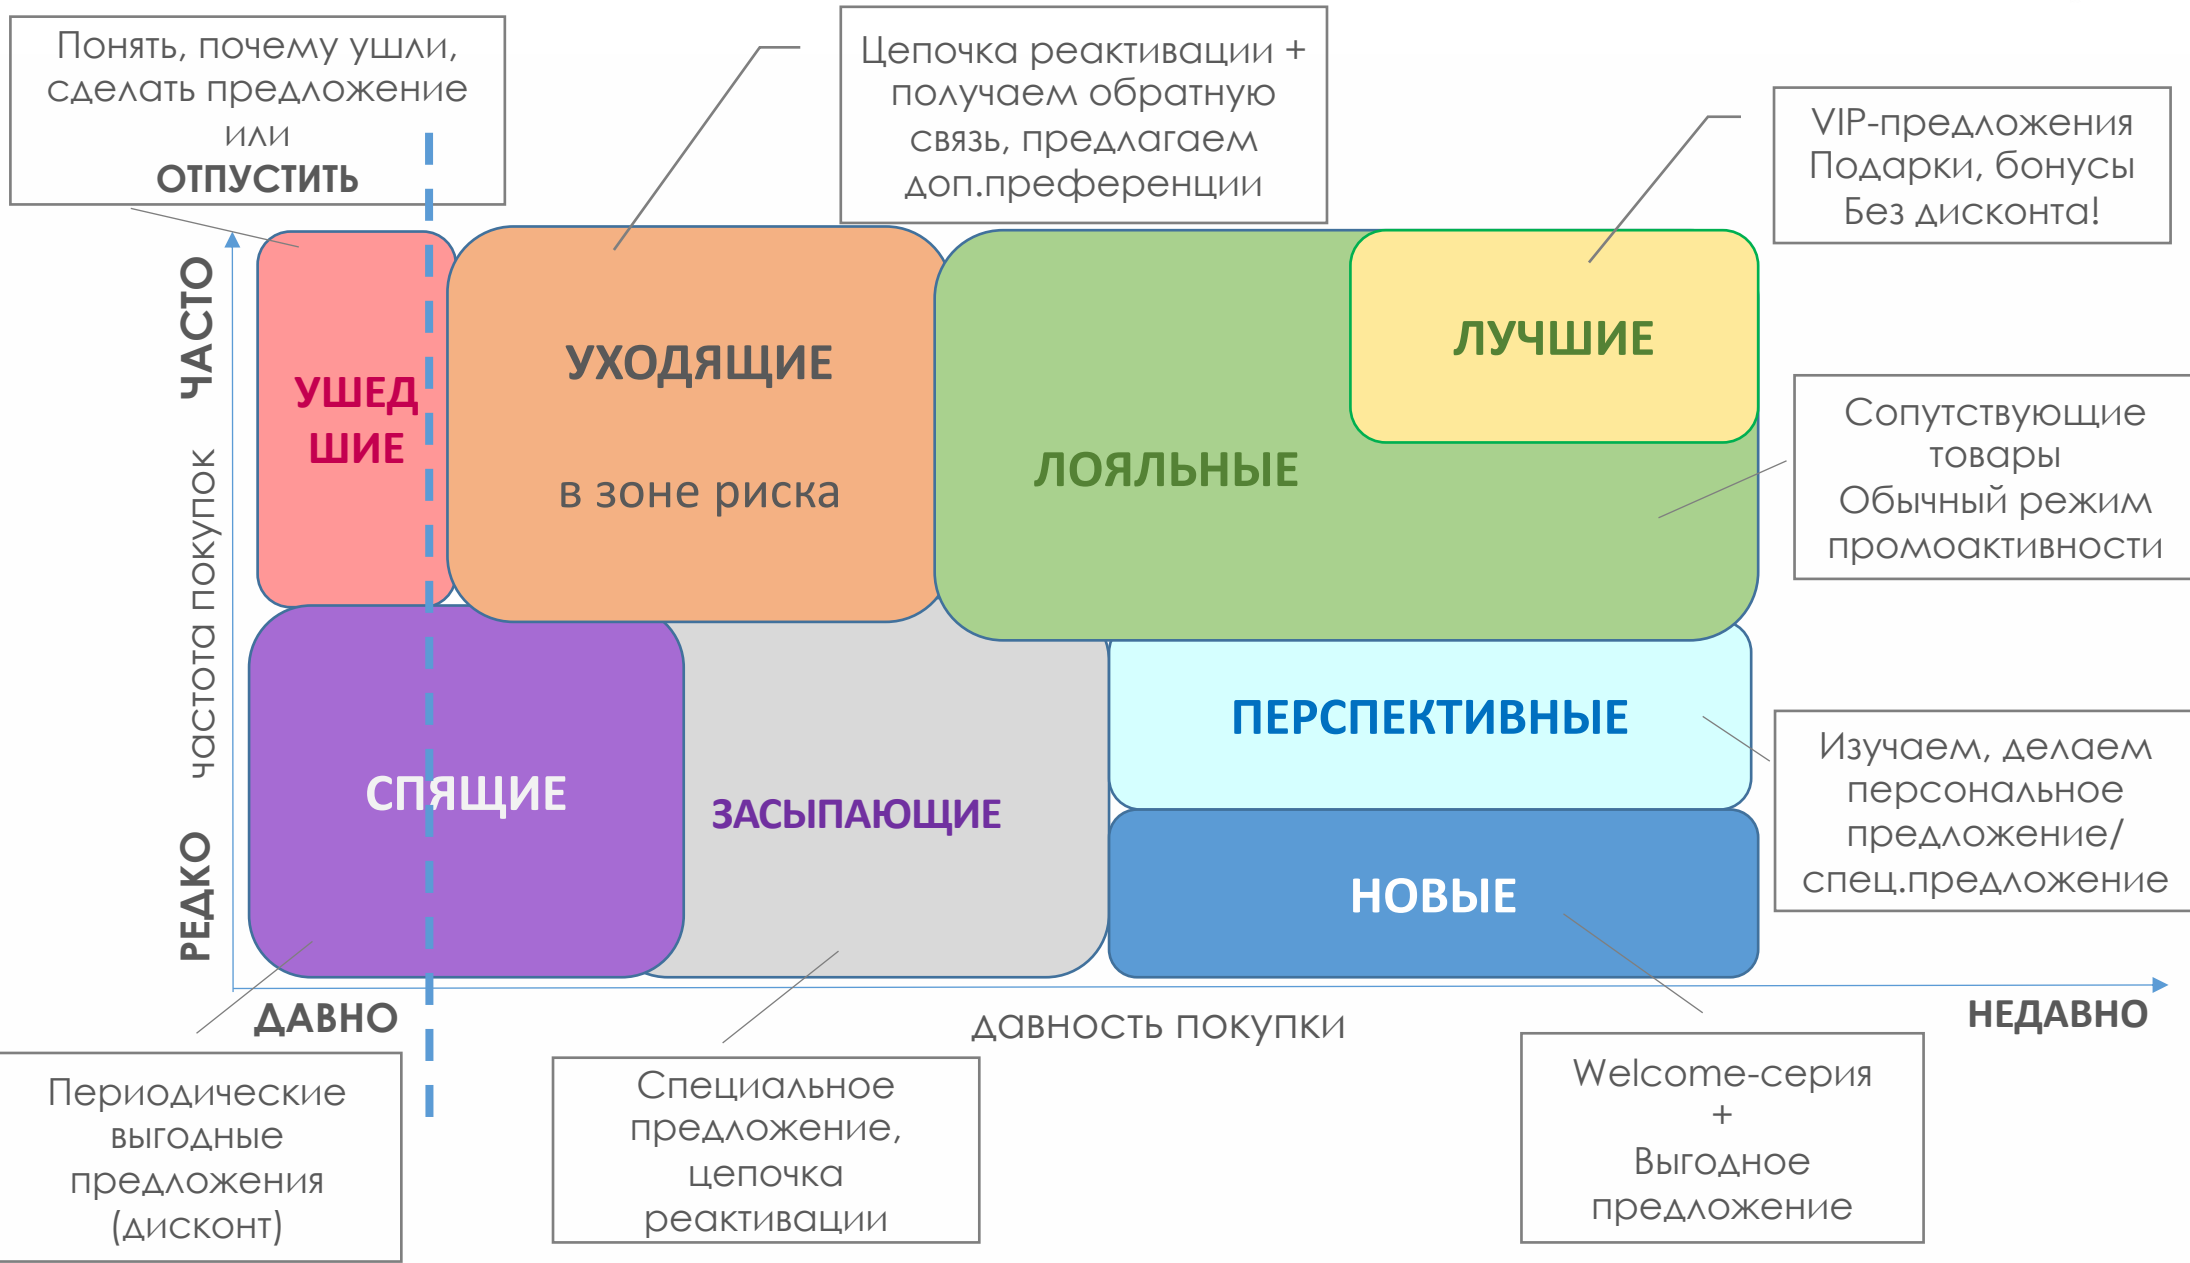 Понять, почему ушли,
сделать предложение
или
ОТПУСТИТЬ
Цепочка реактивации +
получаем обратную
связь, предлагаем
доп.преференции
VIP-предложения
Подарки, бонусы
Без дисконта!
ЧАСТО
частота покупок
РЕДКО
УШЕД
ШИЕ
УХОДЯЩИЕ
в зоне риска
ЛОЯЛЬНЫЕ
ЛУЧШИЕ
Сопутствующие
товары
Обычный режим
промоактивности
СПЯЩИЕ
ЗАСЫПАЮЩИЕ
ПЕРСПЕКТИВНЫЕ
НОВЫЕ
Изучаем, делаем
персональное
предложение/
спец.предложение
ДАВНО
давность покупки
НЕДАВНО
Периодические
выгодные
предложения
(дисконт)
Специальное
предложение,
цепочка
реактивации
Welcome-серия
+
Выгодное
предложение